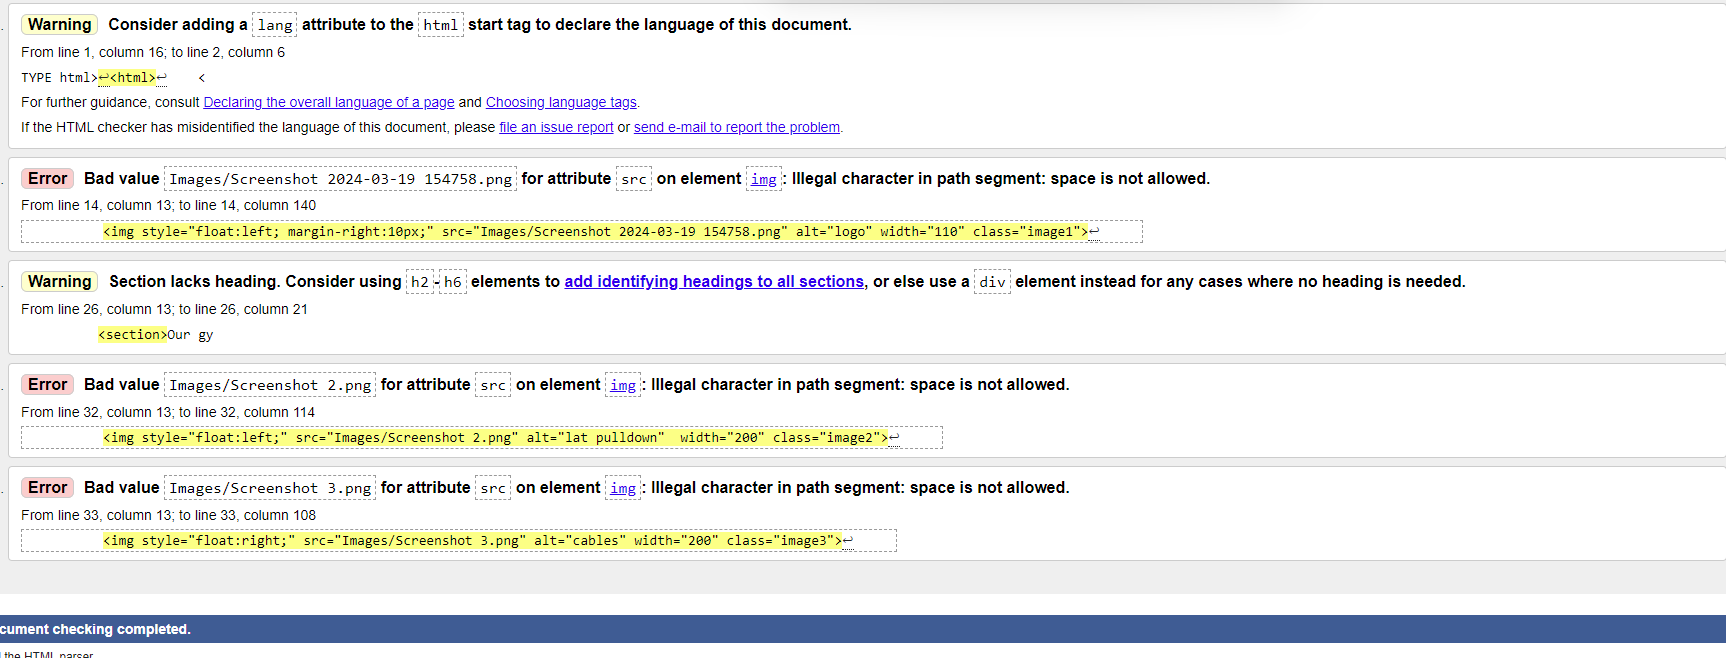 Warning Consider adding a lang attribute to the html start tag to declare the language of this document.
From line 1, column 16; to line 2, column 6
TYPE html>↩<html>↩    <
For further guidance, consult Declaring the overall language of a page and Choosing language tags.
If the HTML checker has misidentified the language of this document, please file an issue report or send e-mail to report the problem.
Error Bad value Images/Screenshot 2024-03-19 154758.png for attribute src on element img: Illegal character in path segment: space is not allowed.
From line 14, column 13; to line 14, column 140
<img style="float:left; margin-right:10px;" src="Images/Screenshot 2024-03-19 154758.png" alt="logo" width="110" class="image1">↩
Warning Section lacks heading. Consider using h2-h6 elements to add identifying headings to all sections, or else use a div element instead for any cases where no heading is needed.
From line 26, column 13; to line 26, column 21
<section>Our gy
Error Bad value Images/Screenshot 2.png for attribute src on element img: Illegal character in path segment: space is not allowed.
From line 32, column 13; to line 32, column 114
<img style="float:left;" src="Images/Screenshot 2.png" alt="lat pulldown"  width="200" class="image2">↩
Error Bad value Images/Screenshot 3.png for attribute src on element img: Illegal character in path segment: space is not allowed.
From line 33, column 13; to line 33, column 108
<img style="float:right;" src="Images/Screenshot 3.png" alt="cables" width="200" class="image3">↩
cument checking completed.
the HTML parser